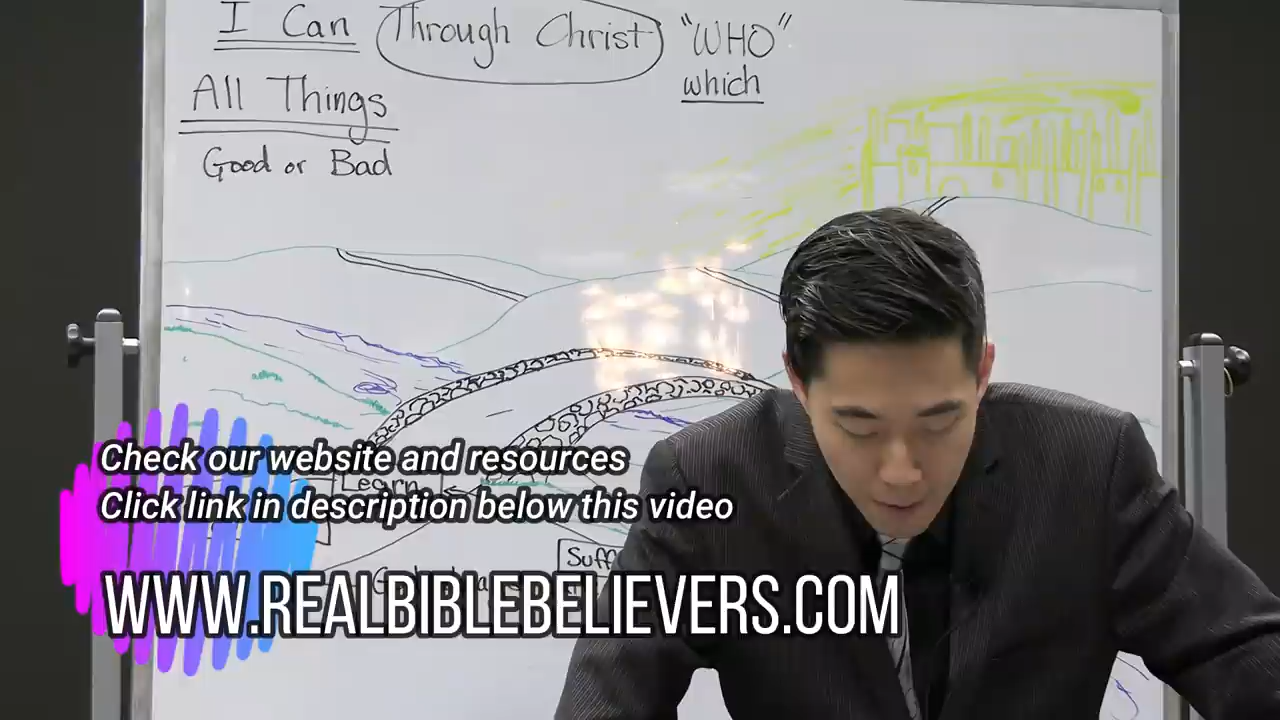 I Can Through Christ "WHO"
which
All Things
Good or Bad
Check our website and resources
Learn
Click link in description below this video
WWW.REALBIBLEBELIEVERS.COM